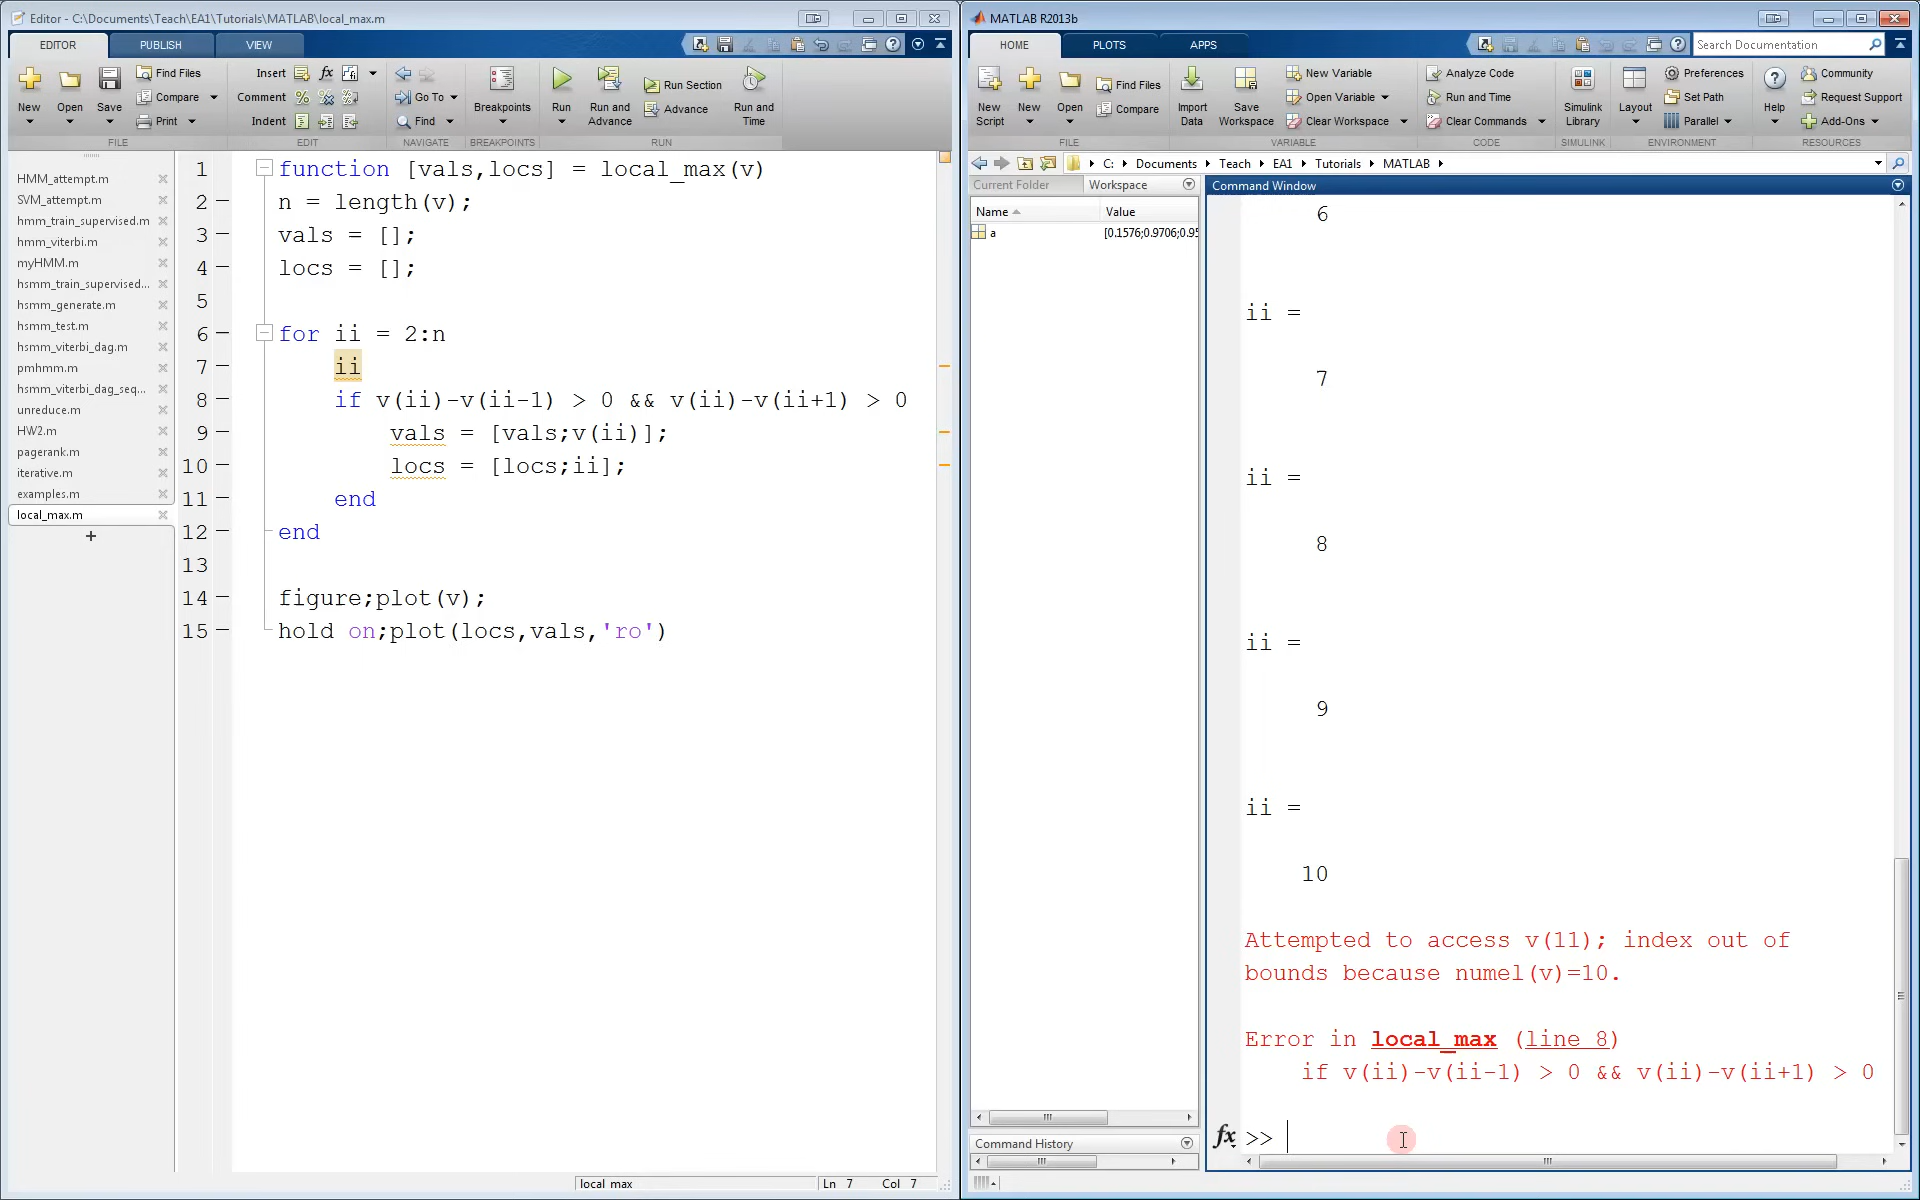 Editor - C:\Documents\Teach\EA1\Tutorials\MATLAB\local_max.m
EDITOR PUBLISH VIEW
New Open Save
Find Files
Compare
Print
Insert fx
Comment
Indent
Go To
Find
Breakpoints
Run
Run and Advance
Run Section
Advance
Run and Time
FILE EDIT NAVIGATE BREAKPOINTS RUN
HMM_attempt.m
SVM_attempt.m
hmm_train_supervised.m
hmm_viterbi.m
myHMM.m
hsmm_train_supervised...
hsmm_generate.m
hsmm_test.m
hsmm_viterbi_dag.m
pmhmm.m
hsmm_viterbi_dag_seq...
unreduce.m
HW2.m
pagerank.m
iterative.m
examples.m
local_max.m
1 function [vals,locs] = local_max(v)
2 n = length(v);
3 vals = [];
4 locs = [];
5
6 for ii = 2:n
7 ii
8 if v(ii)-v(ii-1) > 0 && v(ii)-v(ii+1) > 0
9 vals = [vals;v(ii)];
10 locs = [locs;ii];
11 end
12 end
13
14 figure;plot(v);
15 hold on;plot(locs,vals,'ro')
local_max Ln 7 Col 7
MATLAB R2013b
HOME PLOTS APPS
Search Documentation
New Script
New
Open
Find Files
Compare
Import Data
Save Workspace
New Variable
Open Variable
Clear Workspace
Analyze Code
Run and Time
Clear Commands
Simulink Library
Layout
Preferences
Set Path
Parallel
Help
Community
Request Support
Add-Ons
FILE VARIABLE CODE SIMULINK ENVIRONMENT RESOURCES
C: Documents Teach EA1 Tutorials MATLAB
Current Folder Workspace
Name Value
a [0.1576;0.9706;0.95
Command History
Command Window
6
ii =
7
ii =
8
ii =
9
ii =
10
Attempted to access v(11); index out of
bounds because numel(v)=10.
Error in local_max (line 8)
if v(ii)-v(ii-1) > 0 && v(ii)-v(ii+1) > 0
fx >>